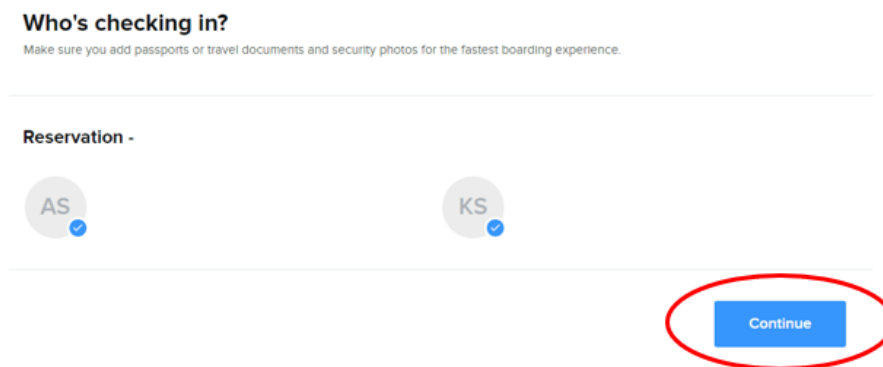 Who's checking in?
Make sure you add passports or travel documents and security photos for the fastest boarding experience.
Reservation -
AS
KS
Continue